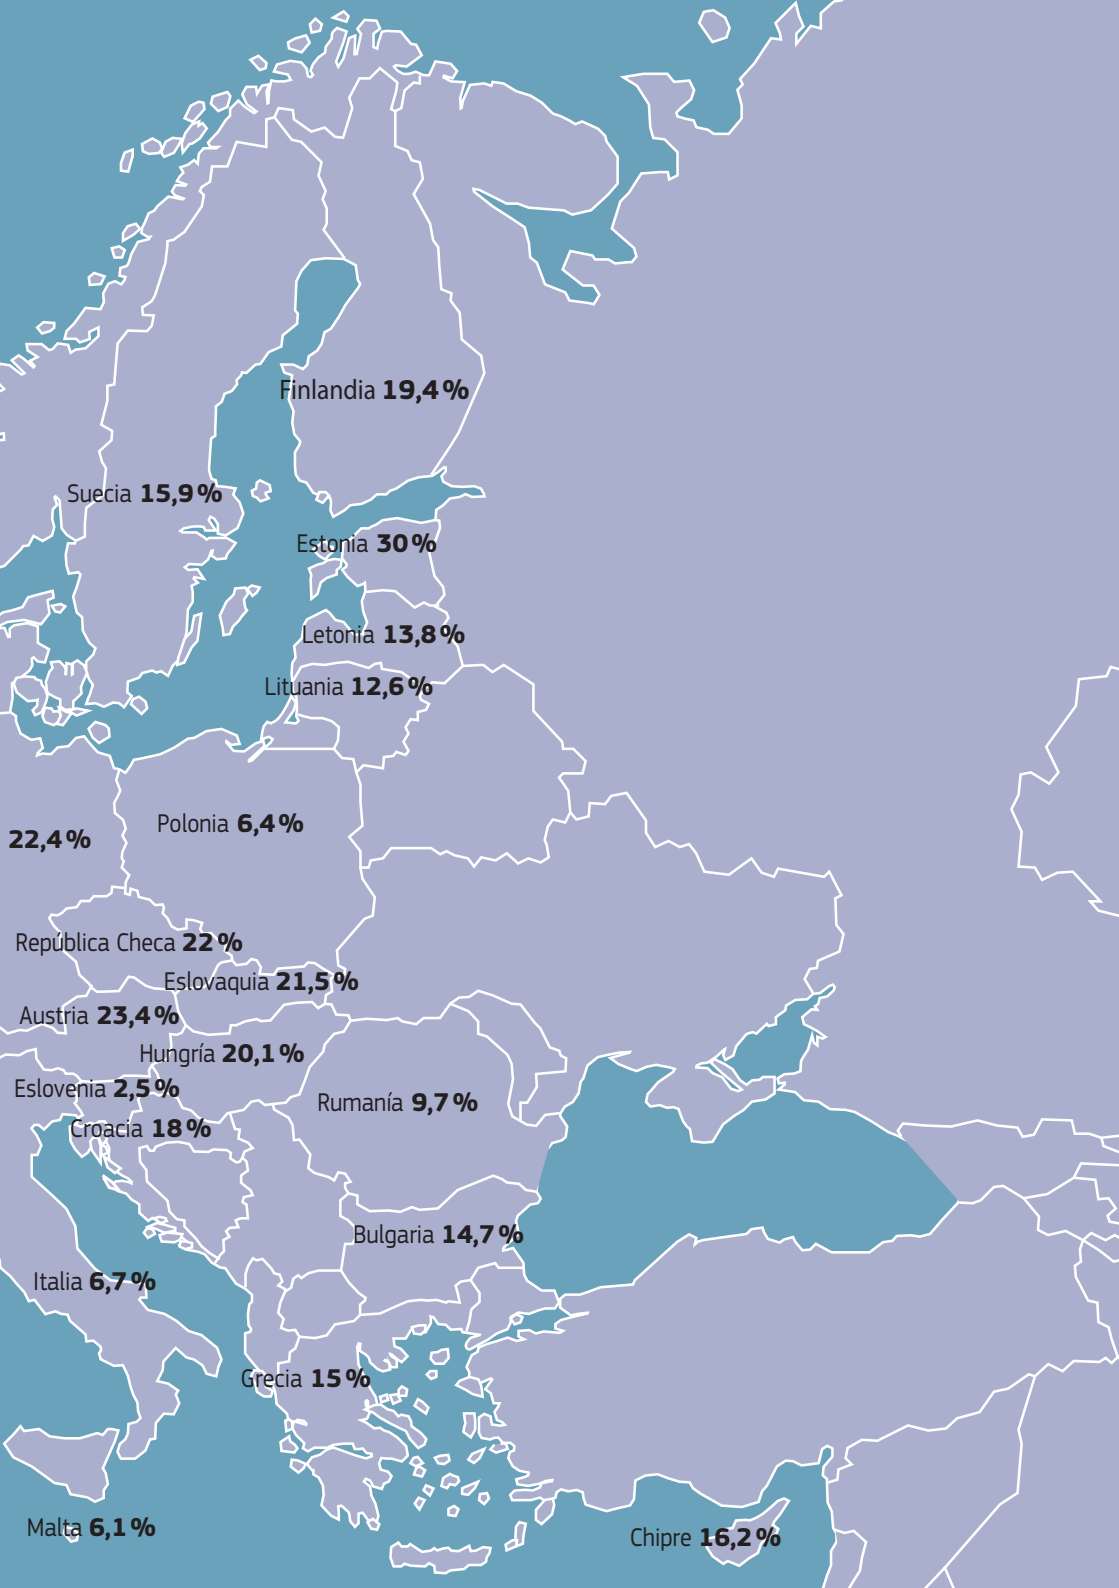 Finlandia 19,4 %
Suecia 15,9 %
Estonia 30 %
Letonia 13,8 %
Lituania 12,6 %
Polonia 6,4 %
22,4 %
República Checa 22 %
Eslovaquia 21,5 %
Austria 23,4 %
Hungría 20,1 %
Eslovenia 2,5 %
Rumanía 9,7 %
Croacia 18 %
Bulgaria 14,7 %
Italia 6,7 %
Grecia 15 %
Malta 6,1 %
Chipre 16,2 %